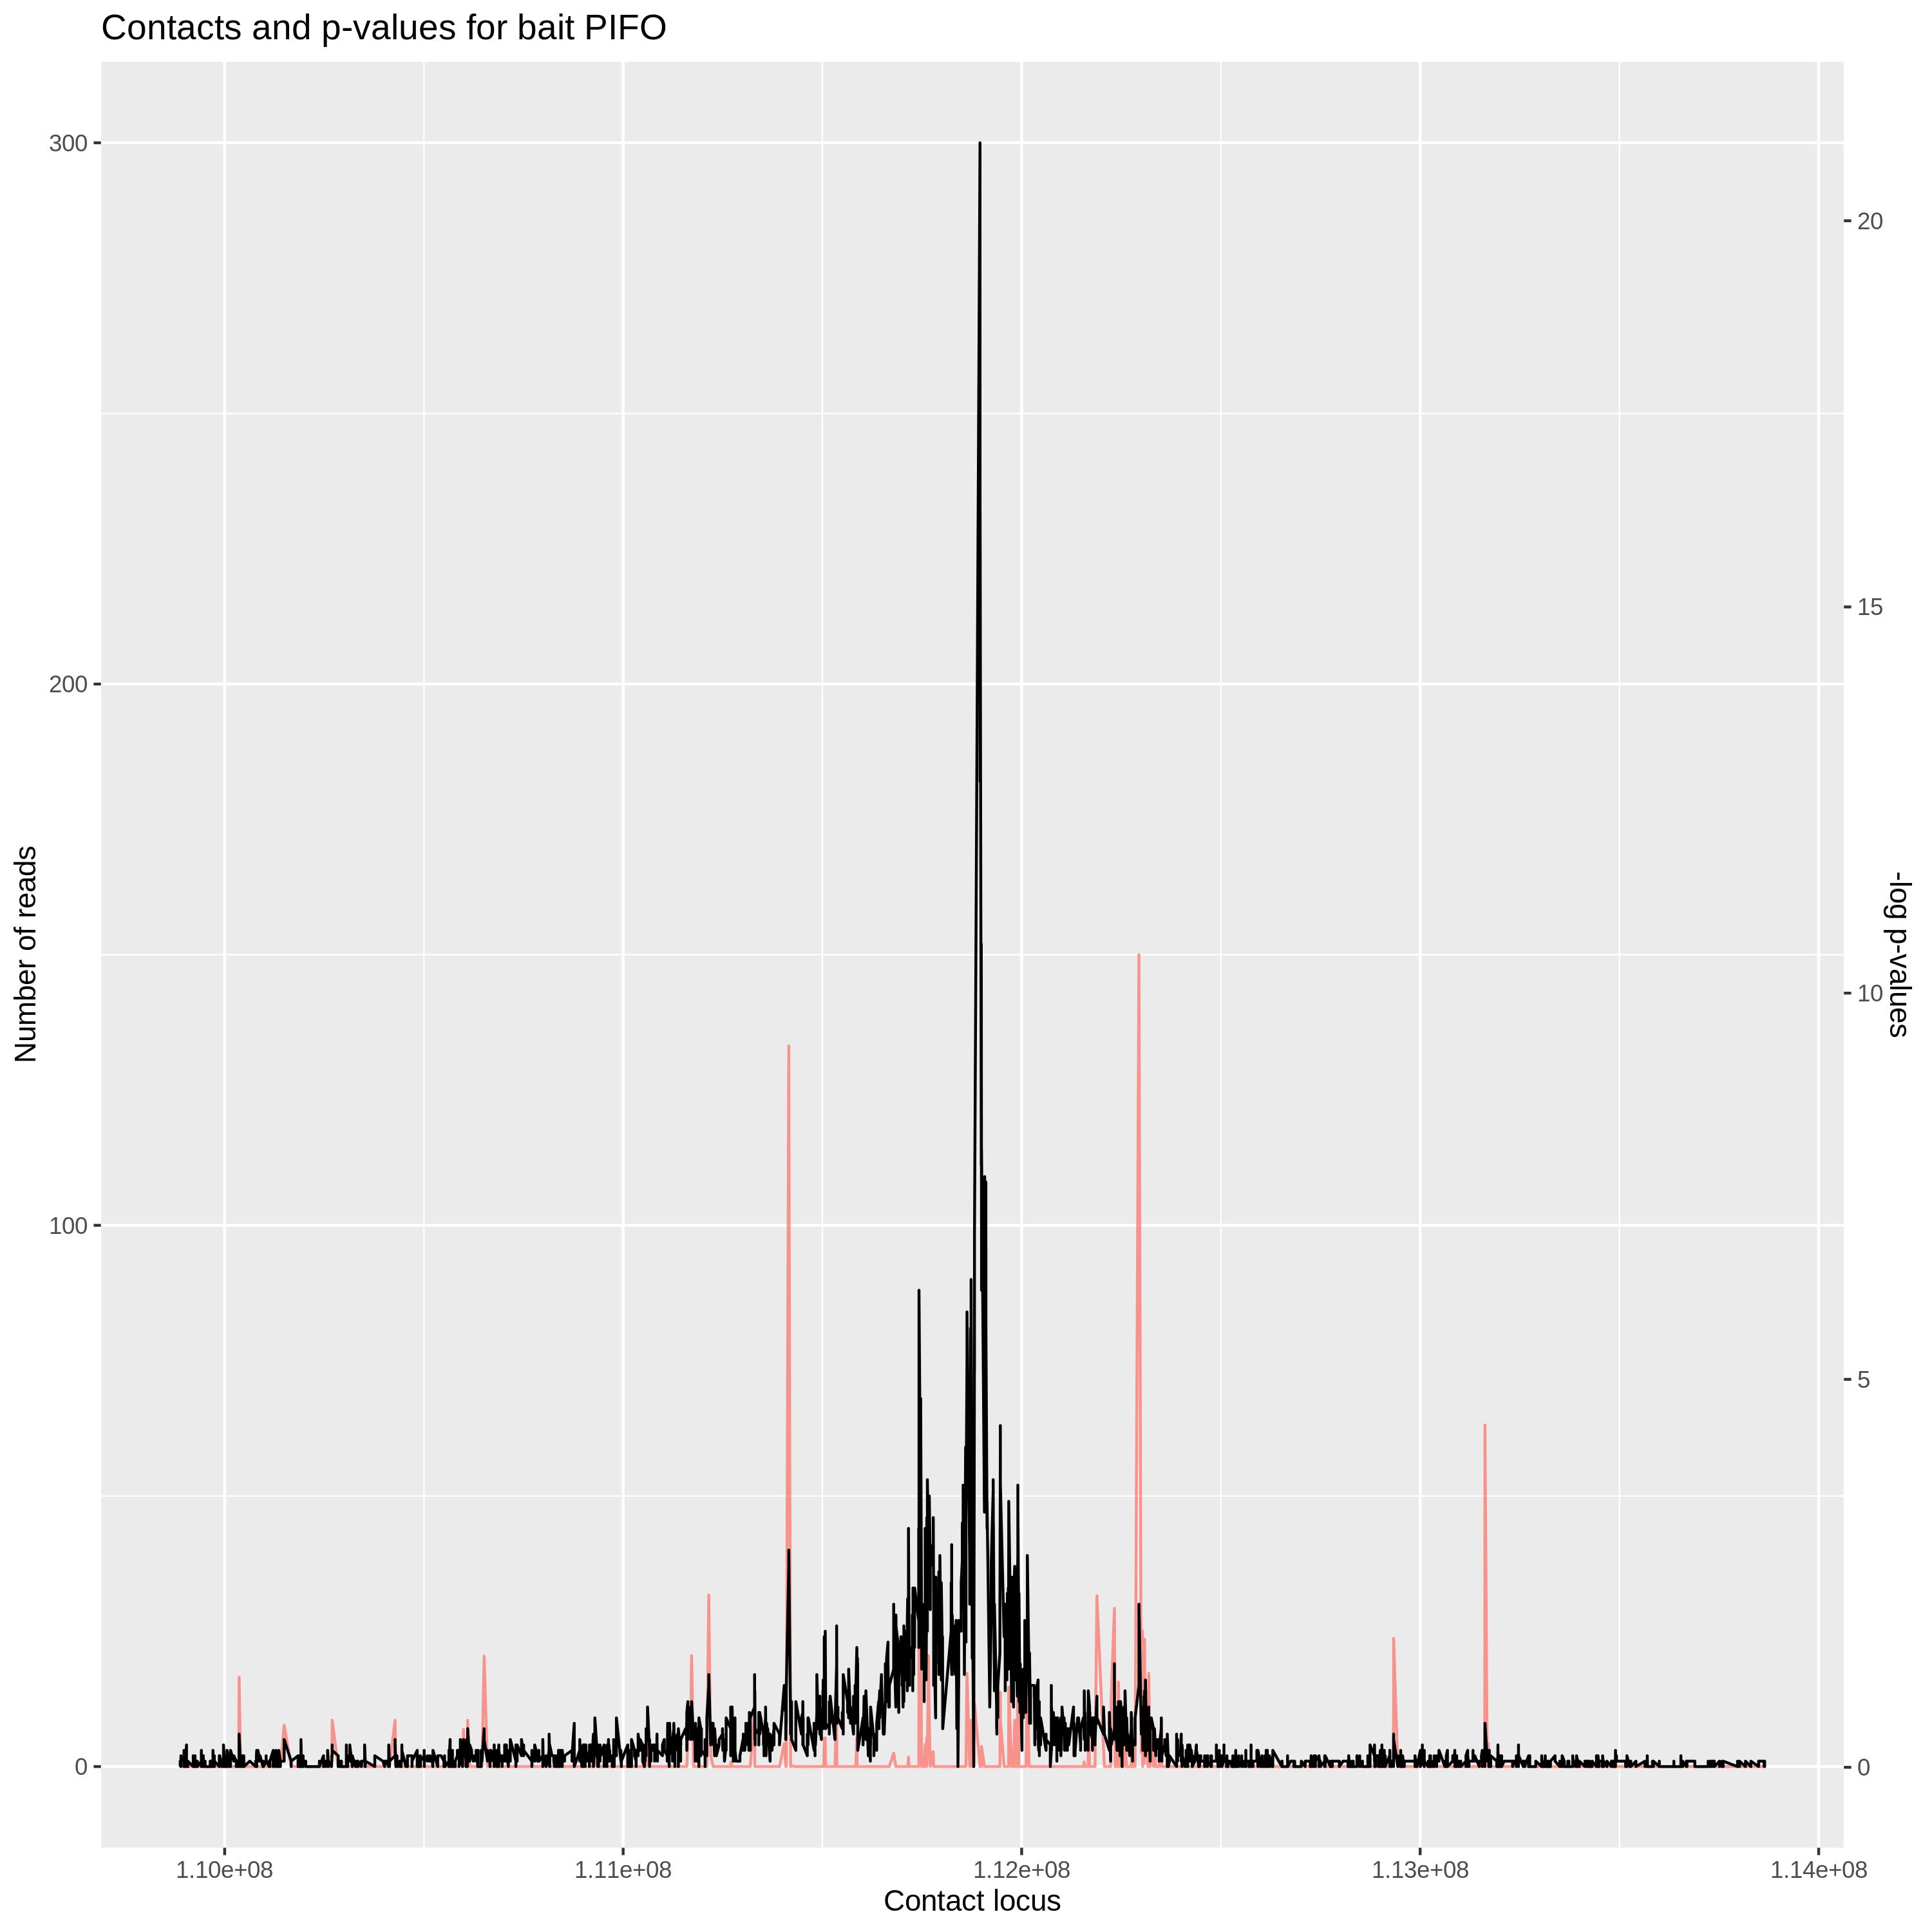 Contacts and p-values for bait PIFO
300
200
100
0
Number of reads
20
15
10
5
0
-log p-values
1.10e+08
1.11e+08
1.12e+08
1.13e+08
1.14e+08
Contact locus